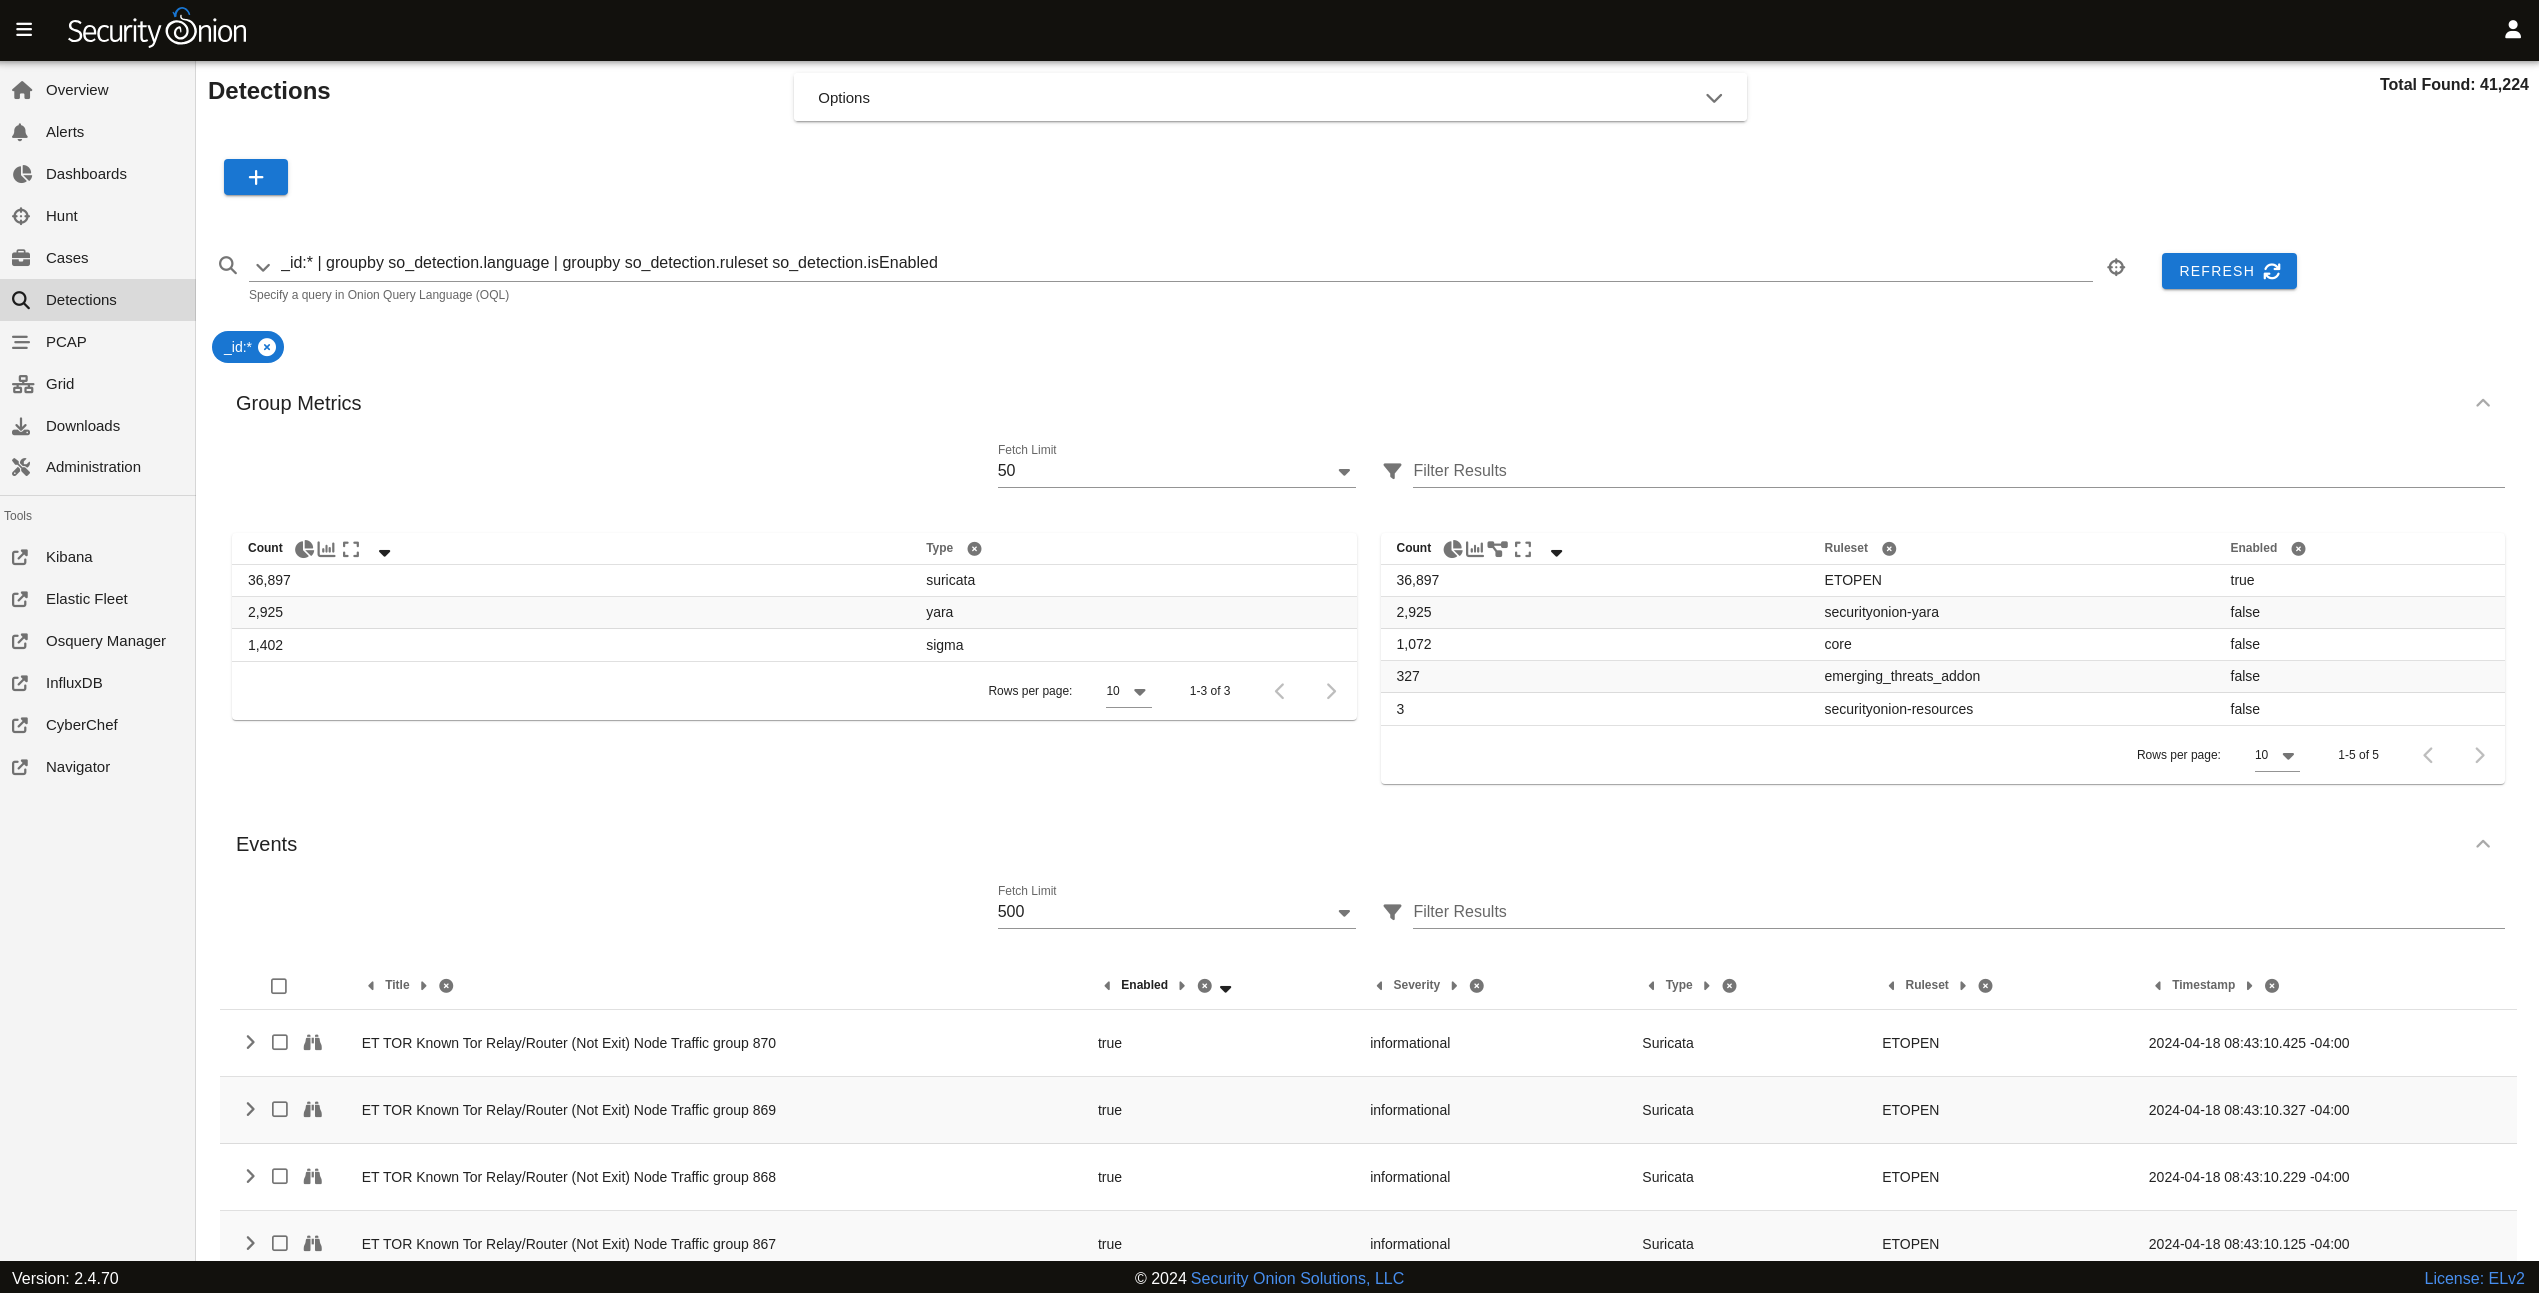 Security Onion
Overview
Alerts
Dashboards
Hunt
Cases
Detections
PCAP
Grid
Downloads
Administration
Tools
Kibana
Elastic Fleet
Osquery Manager
InfluxDB
CyberChef
Navigator
Detections
Options
Total Found: 41,224
_id:* | groupby so_detection.language | groupby so_detection.ruleset so_detection.isEnabled
REFRESH
Specify a query in Onion Query Language (OQL)
_id:*
Group Metrics
Fetch Limit
50
Filter Results
Count Type
36,897 suricata
2,925 yara
1,402 sigma
Rows per page: 10 1-3 of 3
Count Ruleset Enabled
36,897 ETOPEN true
2,925 securityonion-yara false
1,072 core false
327 emerging_threats_addon false
3 securityonion-resources false
Rows per page: 10 1-5 of 5
Events
Fetch Limit
500
Filter Results
Title Enabled Severity Type Ruleset Timestamp
ET TOR Known Tor Relay/Router (Not Exit) Node Traffic group 870 true informational Suricata ETOPEN 2024-04-18 08:43:10.425 -04:00
ET TOR Known Tor Relay/Router (Not Exit) Node Traffic group 869 true informational Suricata ETOPEN 2024-04-18 08:43:10.327 -04:00
ET TOR Known Tor Relay/Router (Not Exit) Node Traffic group 868 true informational Suricata ETOPEN 2024-04-18 08:43:10.229 -04:00
ET TOR Known Tor Relay/Router (Not Exit) Node Traffic group 867 true informational Suricata ETOPEN 2024-04-18 08:43:10.125 -04:00
Version: 2.4.70
© 2024 Security Onion Solutions, LLC
License: ELv2